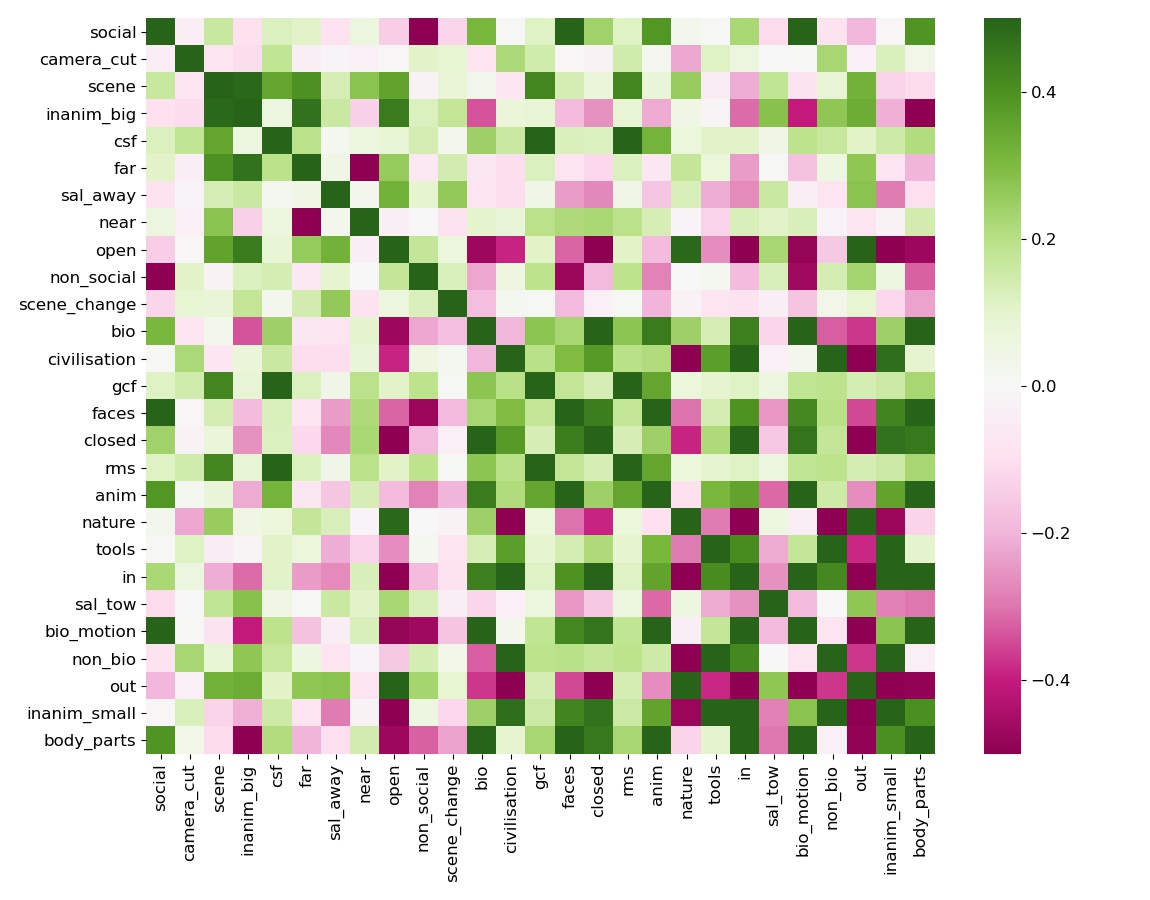 social
camera_cut
scene
inanim_big
csf
far
sal_away
near
open
non_social
scene_change
bio
civilisation
gcf
faces
closed
rms
anim
nature
tools
in
sal_tow
bio_motion
non_bio
out
inanim_small
body_parts
social
camera_cut
scene
inanim_big
csf
far
sal_away
near
open
non_social
scene_change
bio
civilisation
gcf
faces
closed
rms
anim
nature
tools
in
sal_tow
bio_motion
non_bio
out
inanim_small
body_parts
0.4
0.2
0.0
−0.2
−0.4